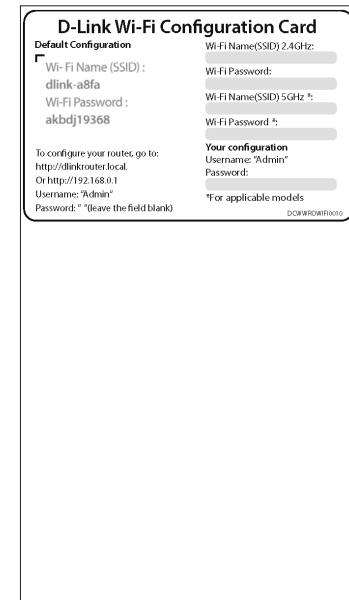 D-Link Wi-Fi Configuration Card
Default Configuration
Wi- Fi Name (SSID) :
dlink-a8fa
Wi-Fi Password :
akbdj19368
To configure your router, go to:
http://dlinkrouter.local.
Or http://192.168.0.1
Username: "Admin"
Password: " "(leave the field blank)
Wi-Fi Name(SSID) 2.4GHz:
Wi-Fi Password:
Wi-Fi Name(SSID) 5GHz *:
Wi-Fi Password *:
Your configuration
Username: "Admin"
Password:
*For applicable models
DCWWRDWIFI0010